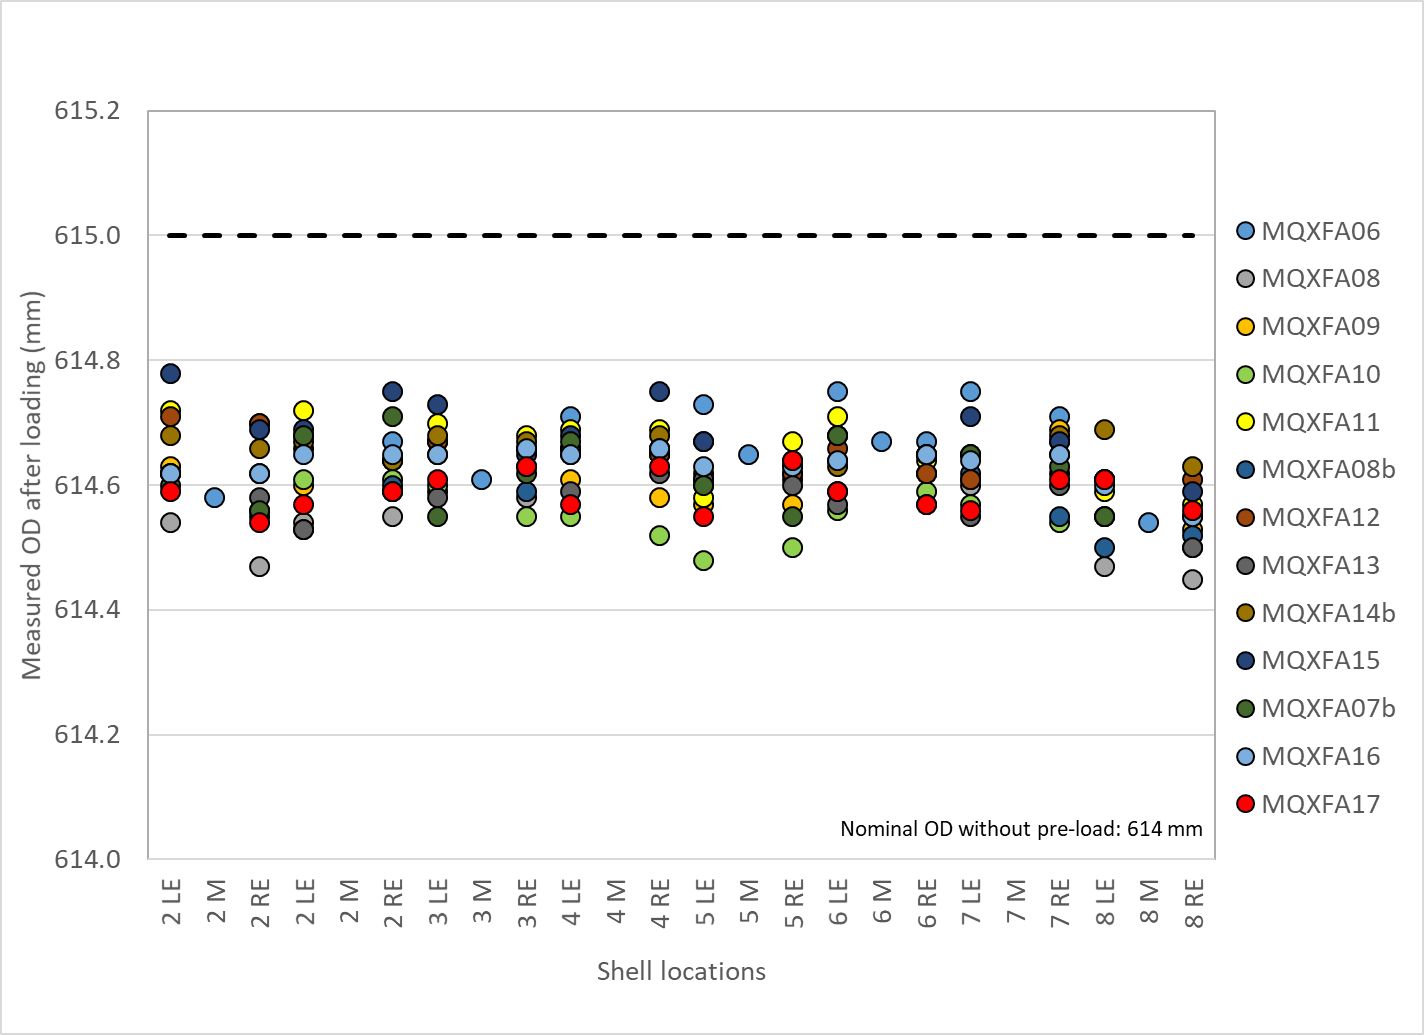 615.2
615.0
614.8
614.6
614.4
614.2
614.0
Measured OD after loading (mm)
Nominal OD without pre-load: 614 mm
2 LE
2 M
2 RE
2 LE
2 M
2 RE
3 LE
3 M
3 RE
4 LE
4 M
4 RE
5 LE
5 M
5 RE
6 LE
6 M
6 RE
7 LE
7 M
7 RE
8 LE
8 M
8 RE
Shell locations
MQXFA06
MQXFA08
MQXFA09
MQXFA10
MQXFA11
MQXFA08b
MQXFA12
MQXFA13
MQXFA14b
MQXFA15
MQXFA07b
MQXFA16
MQXFA17